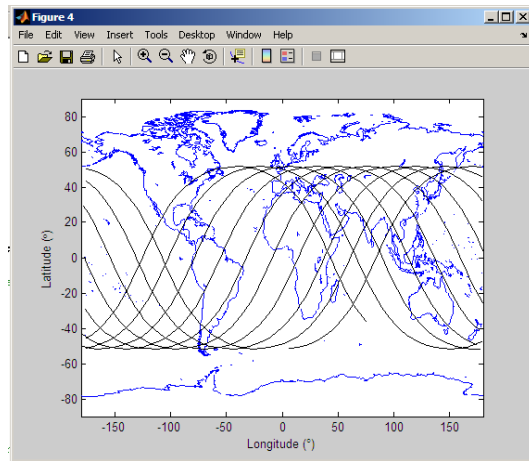 Figure 4
File Edit View Insert Tools Desktop Window Help
80
60
40
20
0
-20
-40
-60
-80
Latitude (º)
-150 -100 -50 0 50 100 150
Longitude (°)